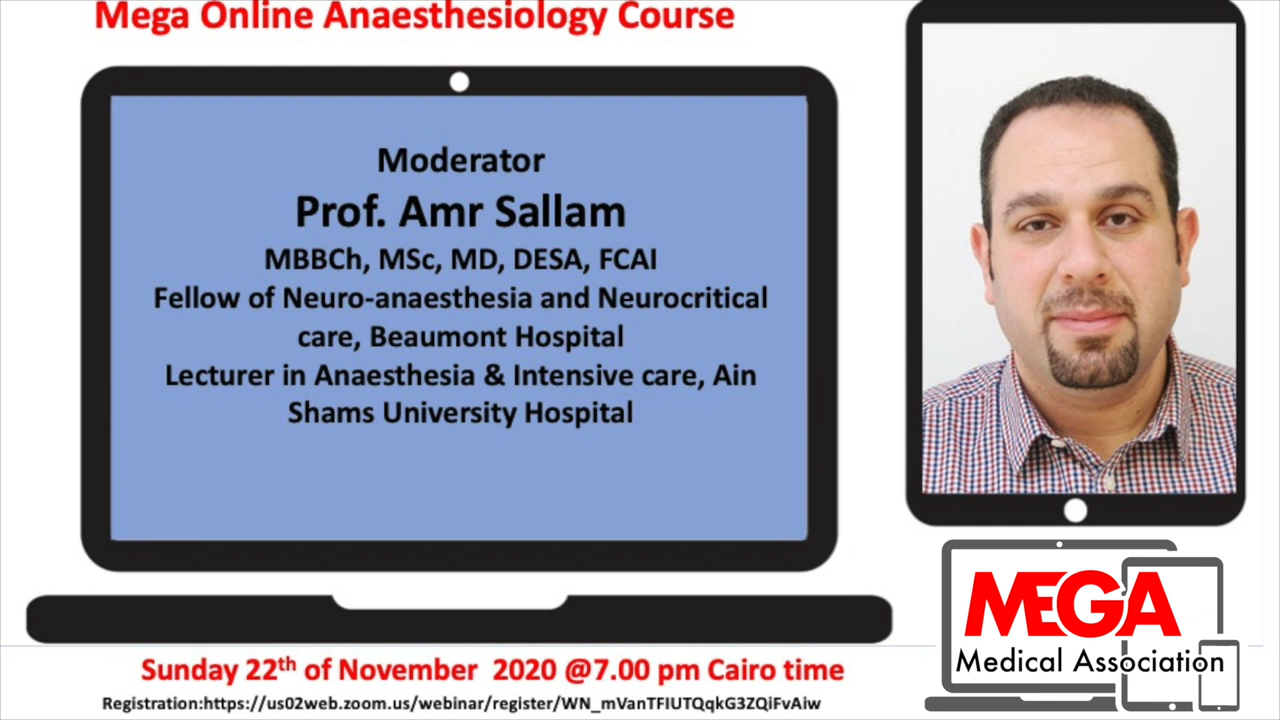 Mega Online Anaesthesiology Course
Moderator
Prof. Amr Sallam
MBBCh, MSc, MD, DESA, FCAI
Fellow of Neuro-anaesthesia and Neurocritical
care, Beaumont Hospital
Lecturer in Anaesthesia & Intensive care, Ain
Shams University Hospital
MEGA
Medical Association
Sunday 22th of November 2020 @7.00 pm Cairo time
Registration:https://us02web.zoom.us/webinar/register/WN_mVanTFIUTQqkG3ZQiFvAiw